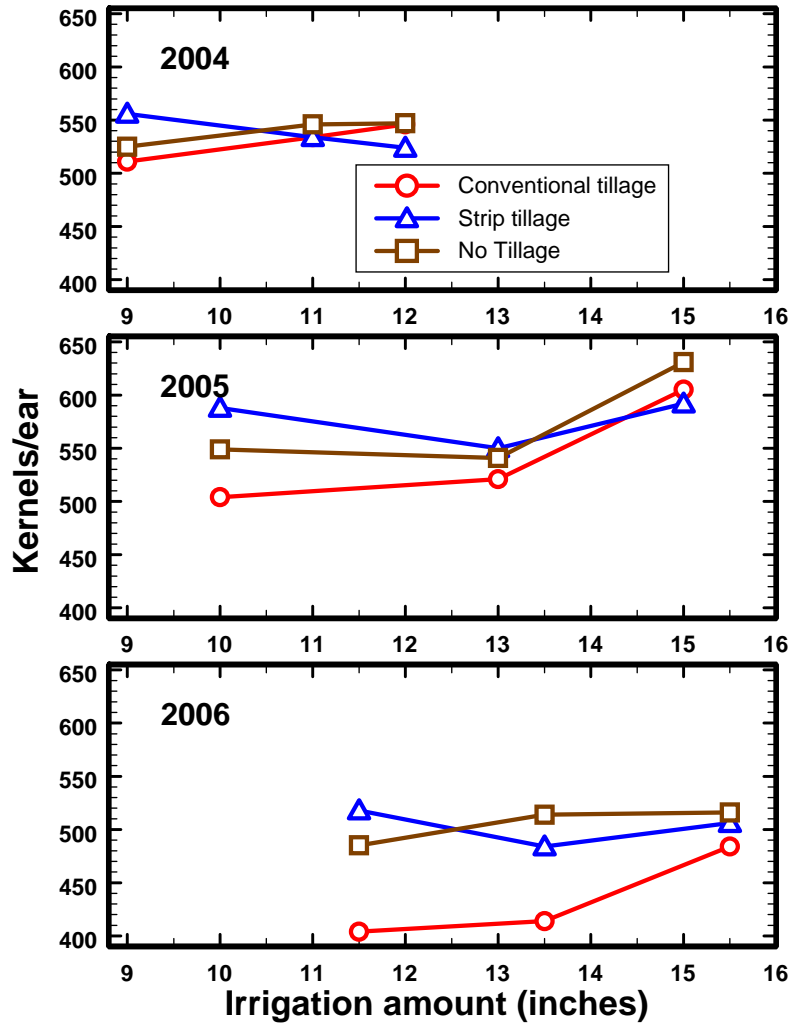 650
600
550
500
450
400
2004
Conventional tillage
Strip tillage
No Tillage
9 10 11 12 13 14 15 16
650
600
550
500
450
400
2005
9 10 11 12 13 14 15 16
650
600
550
500
450
400
2006
9 10 11 12 13 14 15 16
Kernels/ear
Irrigation amount (inches)